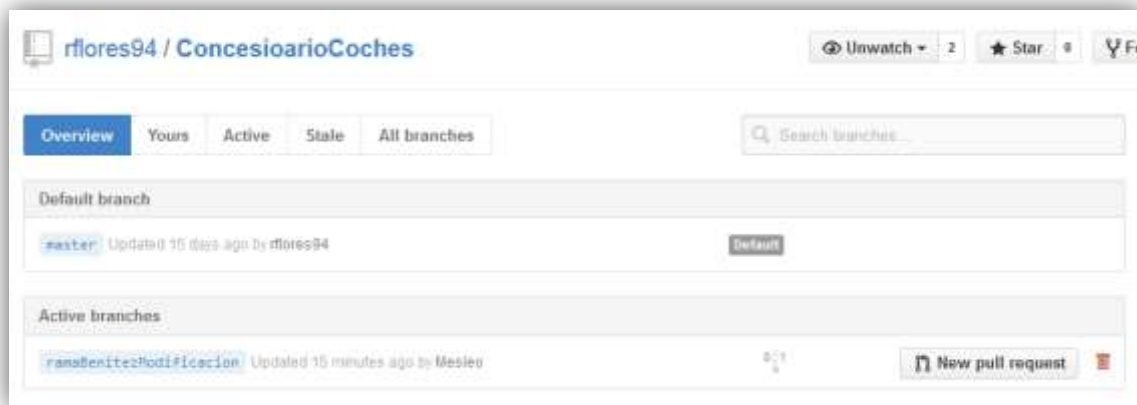 rflores94 / ConcesioarioCoches
Unwatch 2 Star 0
Overview Yours Active Stale All branches
Search branches...
Default branch
master Updated 15 days ago by rflores94 Default
Active branches
ramaBenitezModificacion Updated 15 minutes ago by Mesleo
New pull request